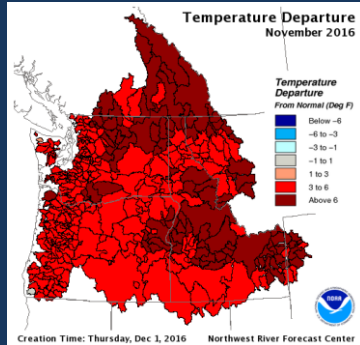 Temperature Departure
November 2016
Temperature
Departure
From Normal (Deg F)
Below -6
-6 to -3
-3 to -1
-1 to 1
1 to 3
3 to 6
Above 6
NOAA
Creation Time: Thursday, Dec 1, 2016 Northwest River Forecast Center